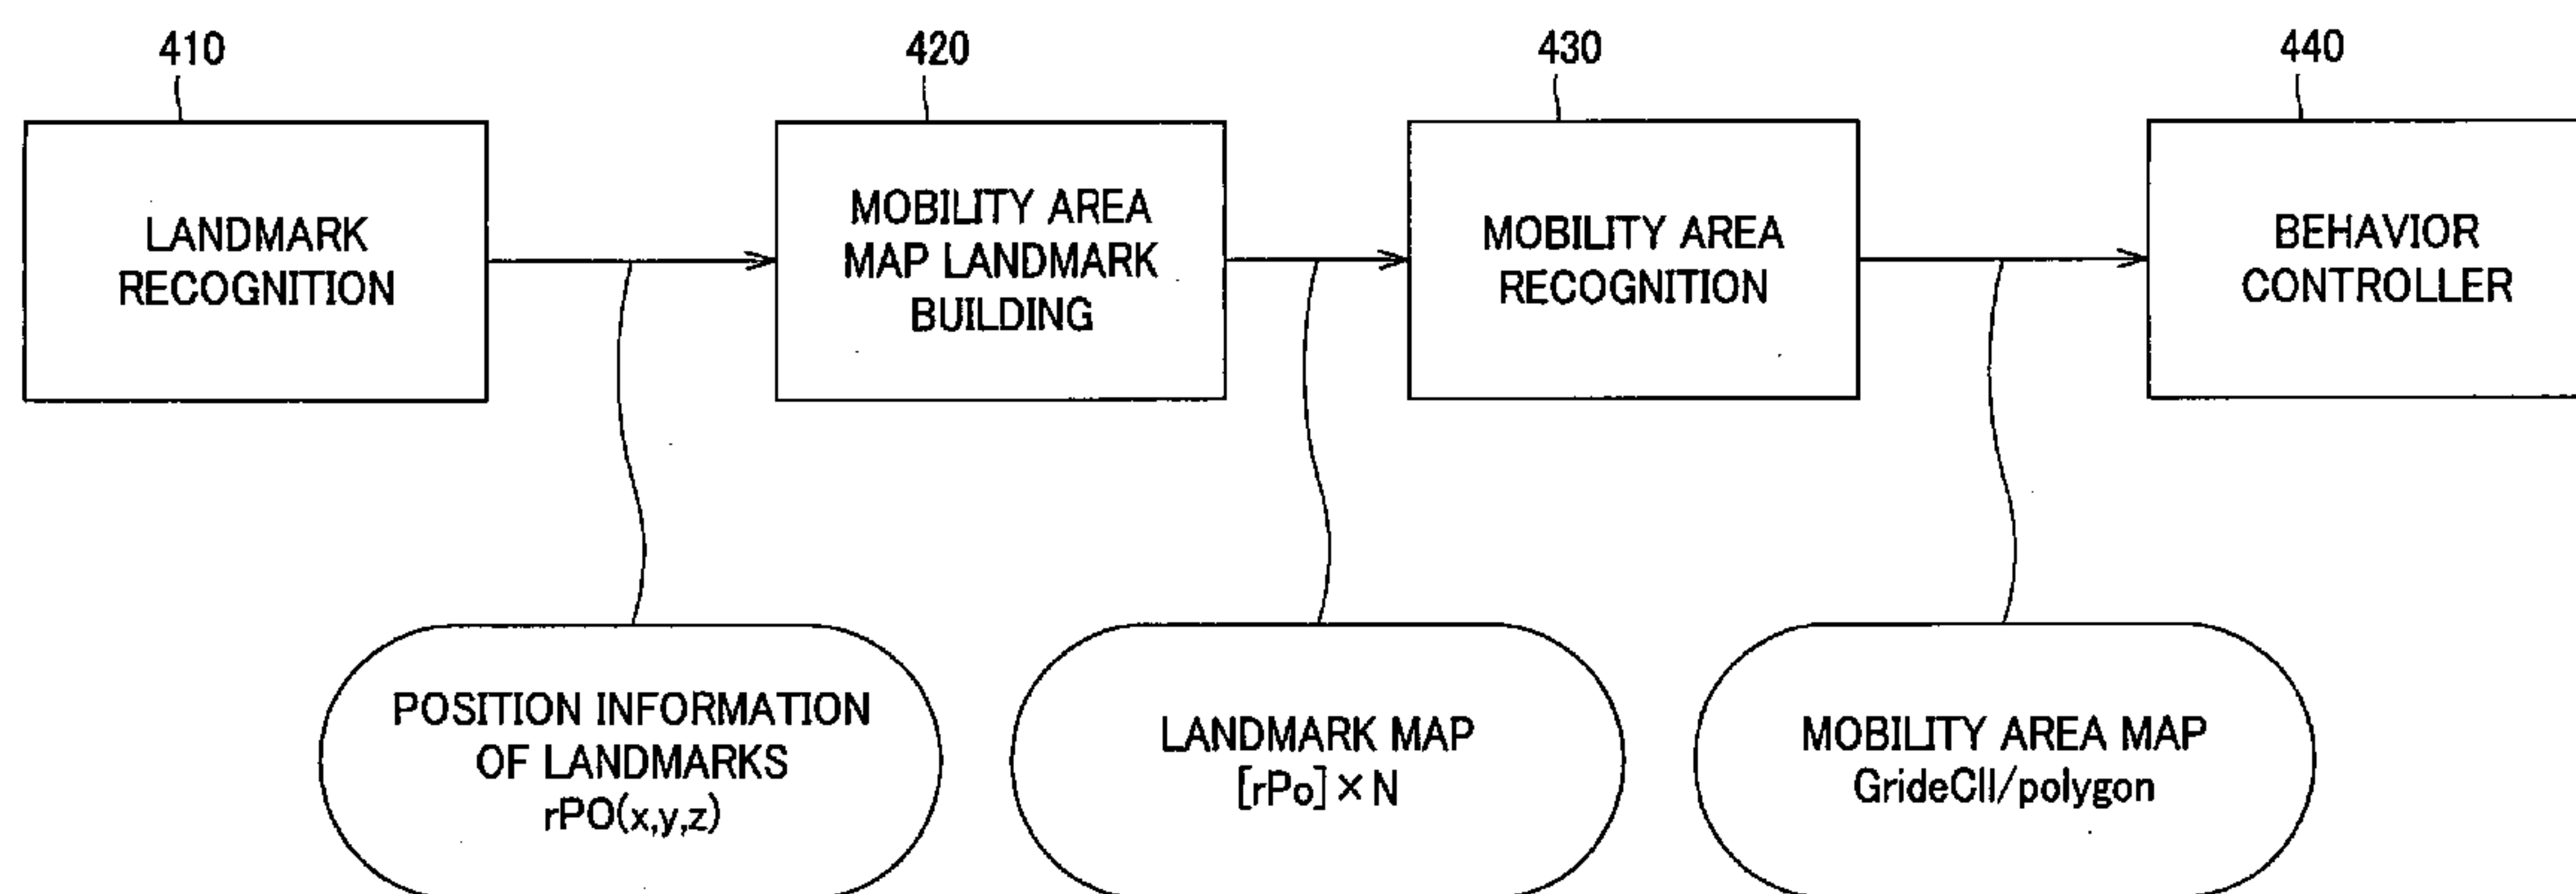 410
420
430
440
LANDMARK
RECOGNITION
MOBILITY AREA
MAP LANDMARK
BUILDING
MOBILITY AREA
RECOGNITION
BEHAVIOR
CONTROLLER
POSITION INFORMATION
OF LANDMARKS
rPO(x,y,z)
LANDMARK MAP
[rPo]×N
MOBILITY AREA MAP
GrideCll/polygon